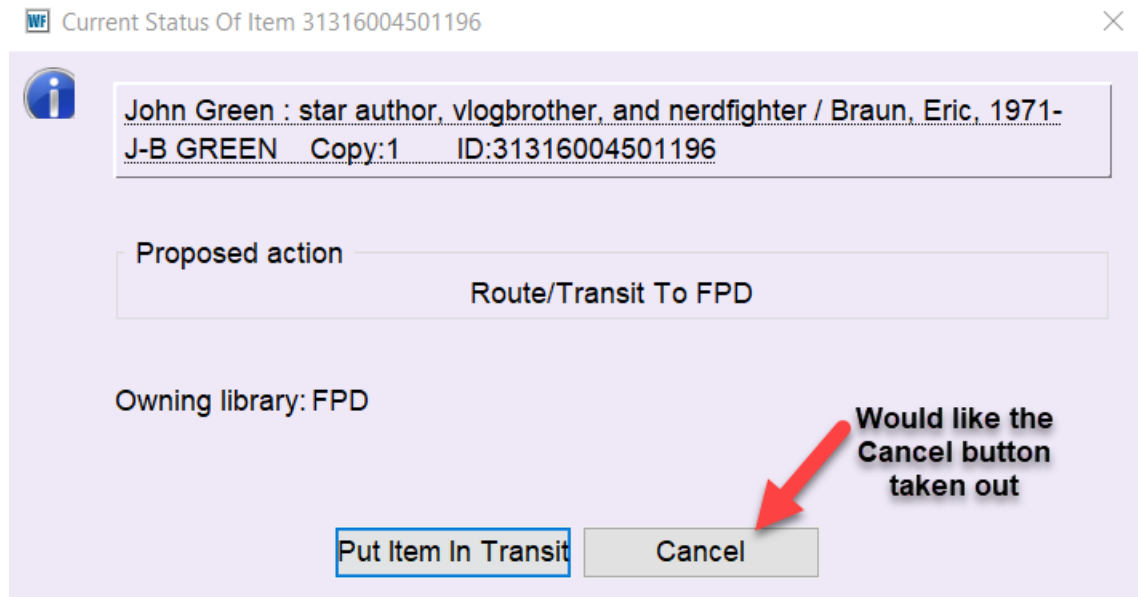 WF Current Status Of Item 31316004501196
i
John Green : star author, vlogbrother, and nerdfighter / Braun, Eric, 1971-
J-B GREEN Copy:1 ID:31316004501196
Proposed action
Route/Transit To FPD
Owning library: FPD
Would like the
Cancel button
taken out
Put Item In Transit Cancel